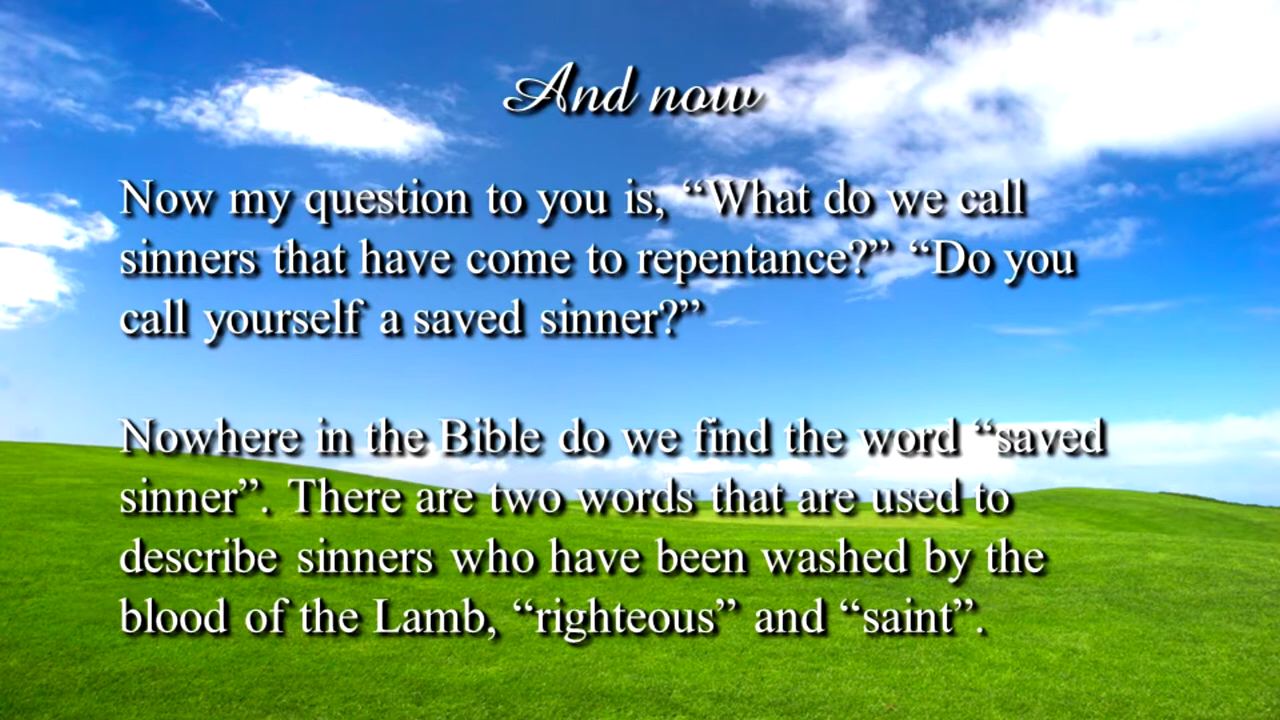 And now
Now my question to you is, “What do we call
sinners that have come to repentance?” “Do you
call yourself a saved sinner?”
Nowhere in the Bible do we find the word “saved
sinner”. There are two words that are used to
describe sinners who have been washed by the
blood of the Lamb, “righteous” and “saint”.